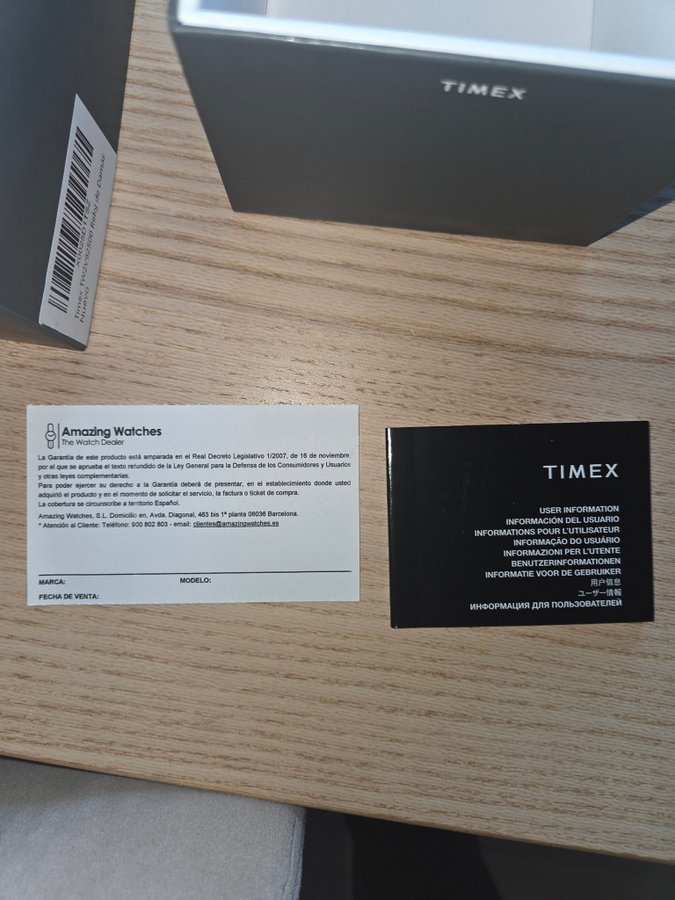 TIMEX
Timex TW2V92500 Reloj de Damas
Nuevo
Amazing Watches
The Watch Dealer
La Garantía de este producto está amparada en el Real Decreto Legislativo 1/2007, de 16 de noviembre
por el que se aprueba el texto refundido de la Ley General para la Defensa de los Consumidores y Usuarios
y otras leyes complementarias.
Para poder ejercer su derecho a la Garantía deberá de presentar, en el establecimiento donde usted
adquirió el producto y en el momento de solicitar el servicio, la factura o ticket de compra.
La cobertura se circunscribe a territorio Español.
Amazing Watches, S.L. Domicilio en, Avda. Diagonal, 463 bis 1ª planta 08036 Barcelona.
* Atención al Cliente: Teléfono: 900 802 803 - email: clientes@amazingwatches.es
MARCA: MODELO:
FECHA DE VENTA:
TIMEX
USER INFORMATION
INFORMACIÓN DEL USUARIO
INFORMATIONS POUR L'UTILISATEUR
INFORMAÇÃO DO USUÁRIO
INFORMAZIONI PER L'UTENTE
BENUTZERINFORMATIONEN
INFORMATIE VOOR DE GEBRUIKER
用户信息
ユーザー情報
ИНФОРМАЦИЯ ДЛЯ ПОЛЬЗОВАТЕЛЕЙ